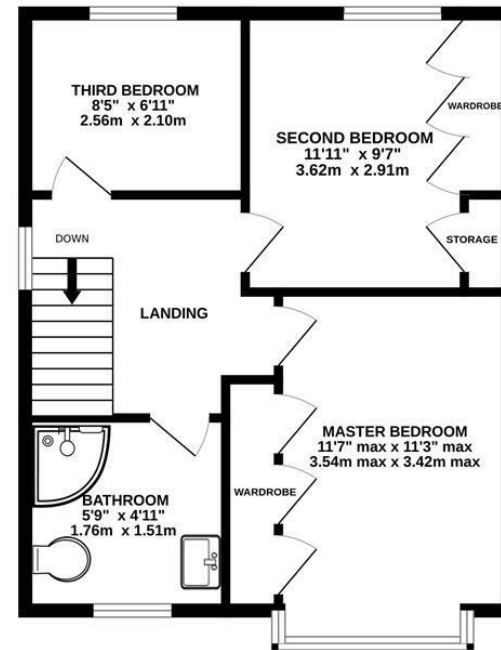 THIRD BEDROOM
8'5" x 6'11"
2.56m x 2.10m
SECOND BEDROOM
11'11" x 9'7"
3.62m x 2.91m
WARDROBE
STORAGE
DOWN
LANDING
MASTER BEDROOM
11'7" max x 11'3" max
3.54m max x 3.42m max
WARDROBE
BATHROOM
5'9" x 4'11"
1.76m x 1.51m